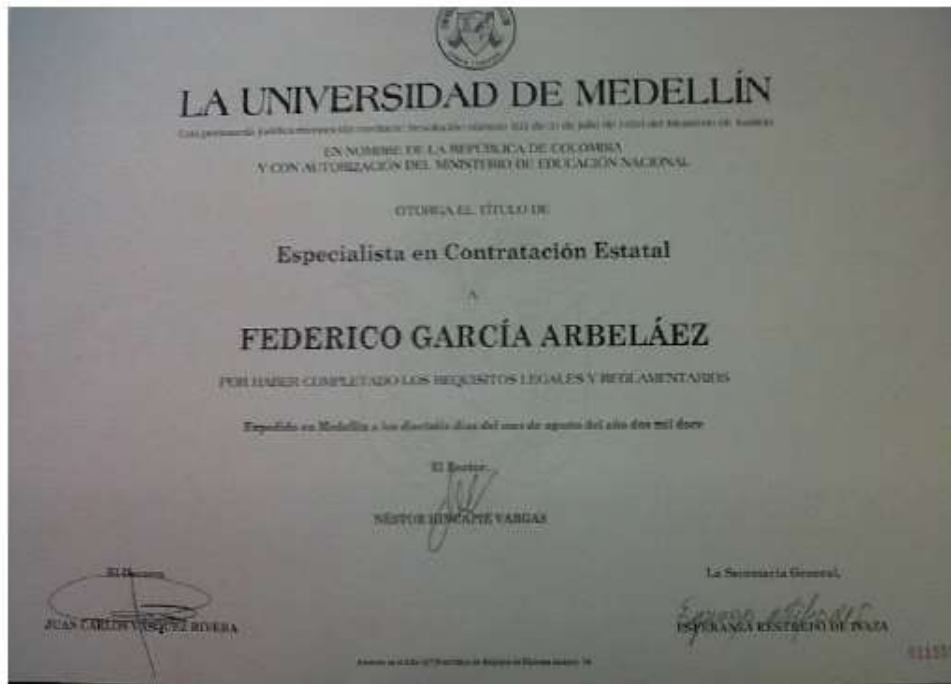 LA UNIVERSIDAD DE MEDELLÍN
EN NOMBRE DE LA REPÚBLICA DE COLOMBIA
Y CON AUTORIZACIÓN DEL MINISTERIO DE EDUCACIÓN NACIONAL
OTORGA EL TÍTULO DE
Especialista en Contratación Estatal
A
FEDERICO GARCÍA ARBELÁEZ
POR HABER COMPLETADO LOS REQUISITOS LEGALES Y REGLAMENTARIOS
Expedido en Medellín a los dieciséis días del mes de agosto del año dos mil doce
El Rector,
NÉSTOR HINCAPIÉ VARGAS
El Decano
JUAN CARLOS VÁSQUEZ RIVERA
La Secretaria General,
ESPERANZA RESTREPO DE